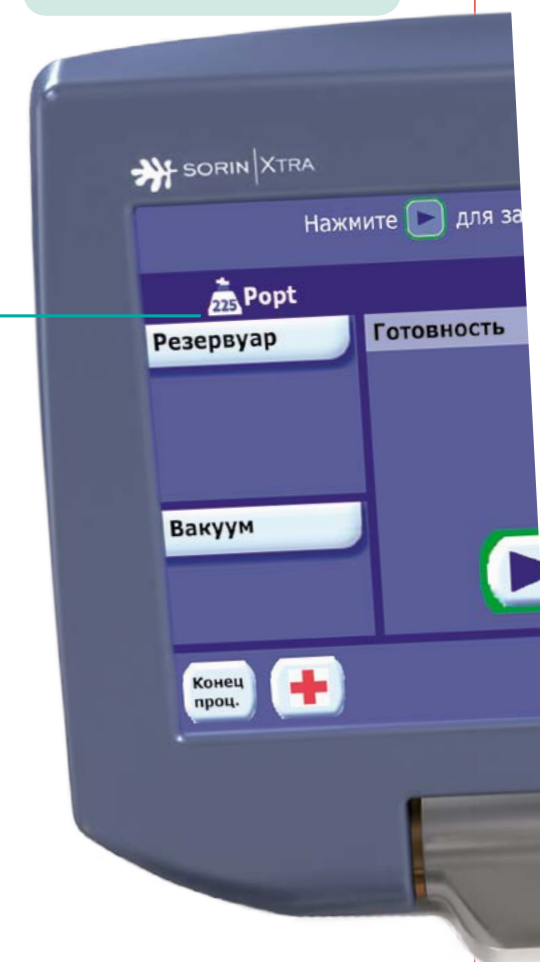 SORIN XTRA
Нажмите для за
225 Popt
Резервуар
Готовность
Вакуум
Конец
проц.